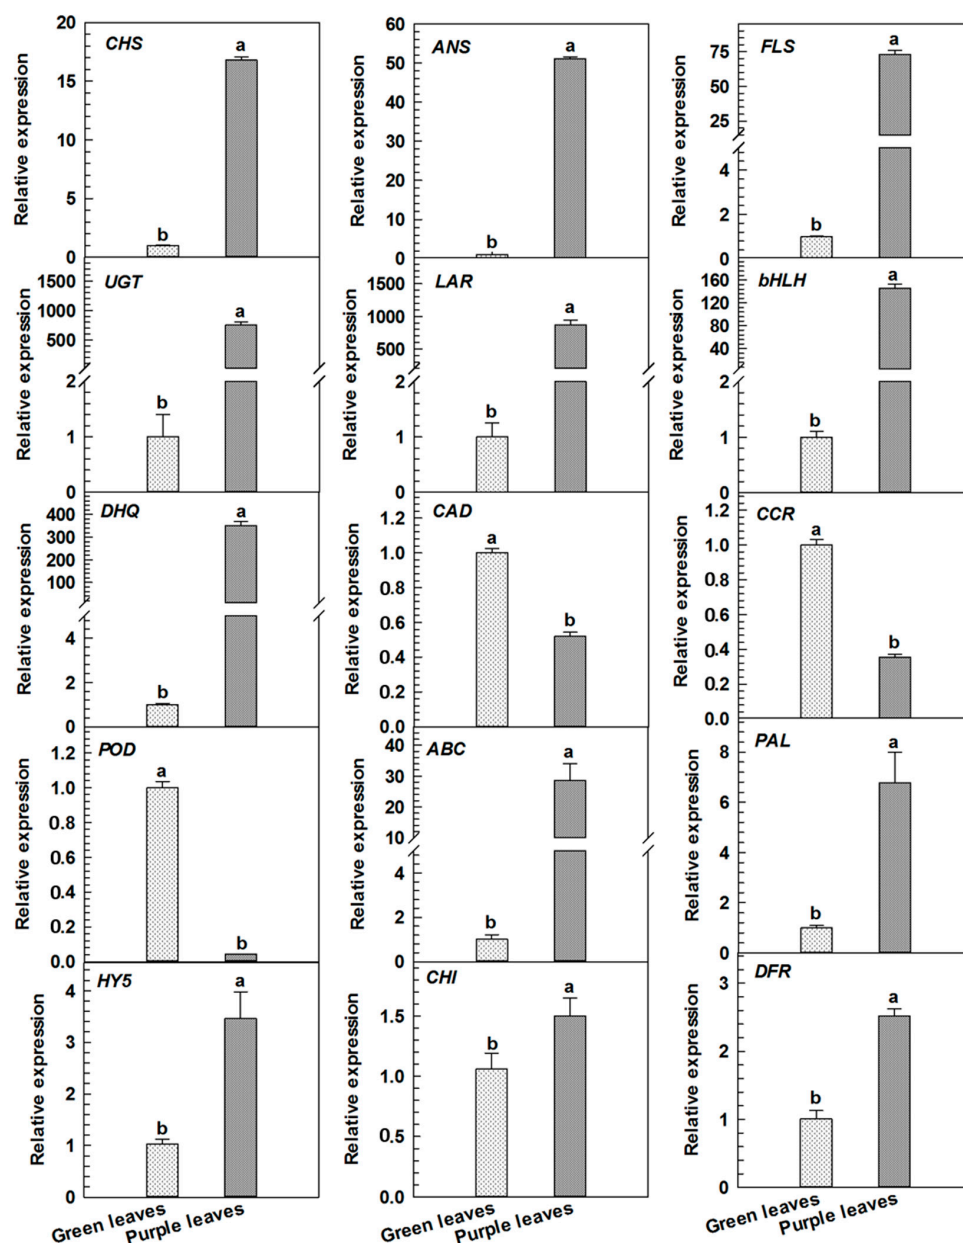 CHS
a
b
Relative expression
20
15
10
5
0
ANS
a
b
Relative expression
60
50
40
30
20
10
0
FLS
a
b
Relative expression
75
50
25
4
2
0
UGT
a
b
Relative expression
1500
1000
500
2
1
0
LAR
a
b
Relative expression
1500
1000
500
2
1
0
bHLH
a
b
Relative expression
160
120
80
40
2
1
0
DHQ
a
b
Relative expression
400
300
200
100
4
2
0
CAD
a
b
Relative expression
1.2
1.0
0.8
0.6
0.4
0.2
0.0
CCR
a
b
Relative expression
1.2
1.0
0.8
0.6
0.4
0.2
0.0
POD
a
b
Relative expression
1.2
1.0
0.8
0.6
0.4
0.2
0.0
ABC
a
b
Relative expression
40
30
20
10
4
2
0
PAL
a
b
Relative expression
8
6
4
2
0
HY5
a
b
Relative expression
4
3
2
1
0
CHI
a
b
Relative expression
1.5
1.0
0.5
0.0
DFR
a
b
Relative expression
3
2
1
0
Green leaves Purple leaves
Green leaves Purple leaves
Green leaves Purple leaves